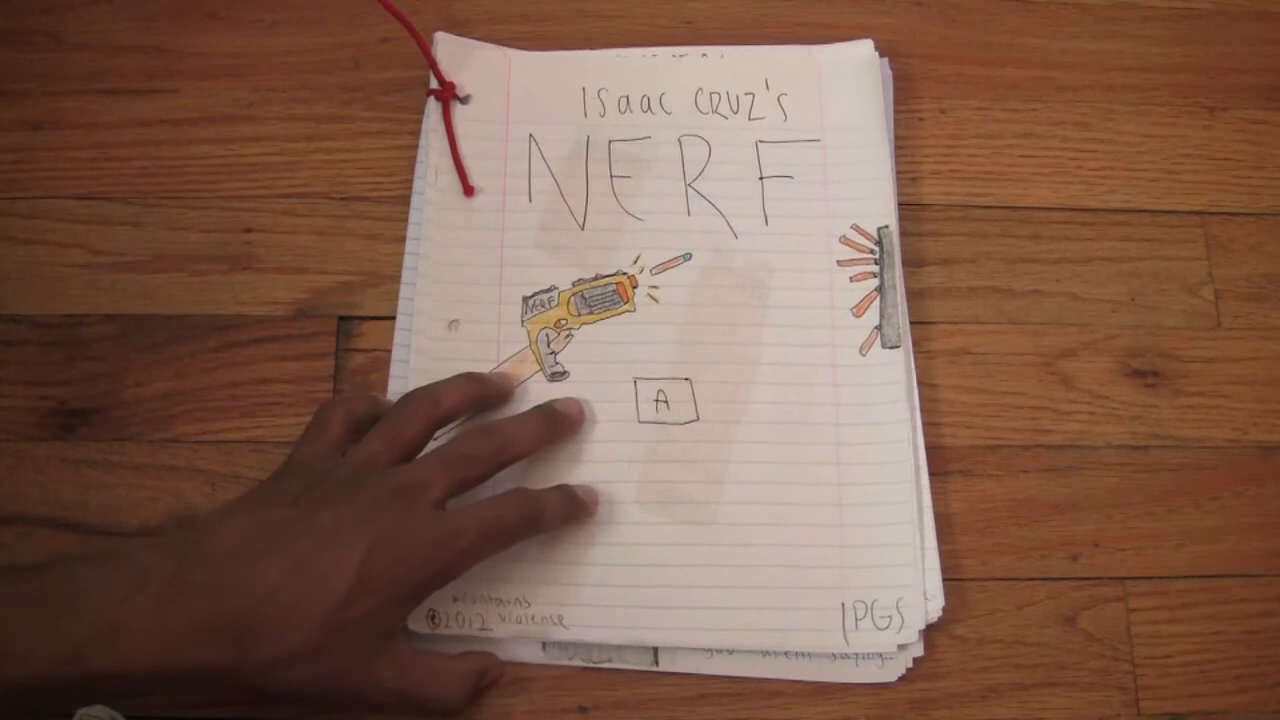 ISaac CRUZ's
NERF
NERF
A
*contains
©2012 violence
IPGS